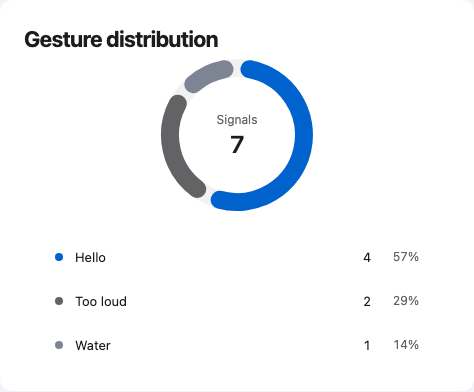 Gesture distribution
Signals
7
Hello 4 57%
Too loud 2 29%
Water 1 14%